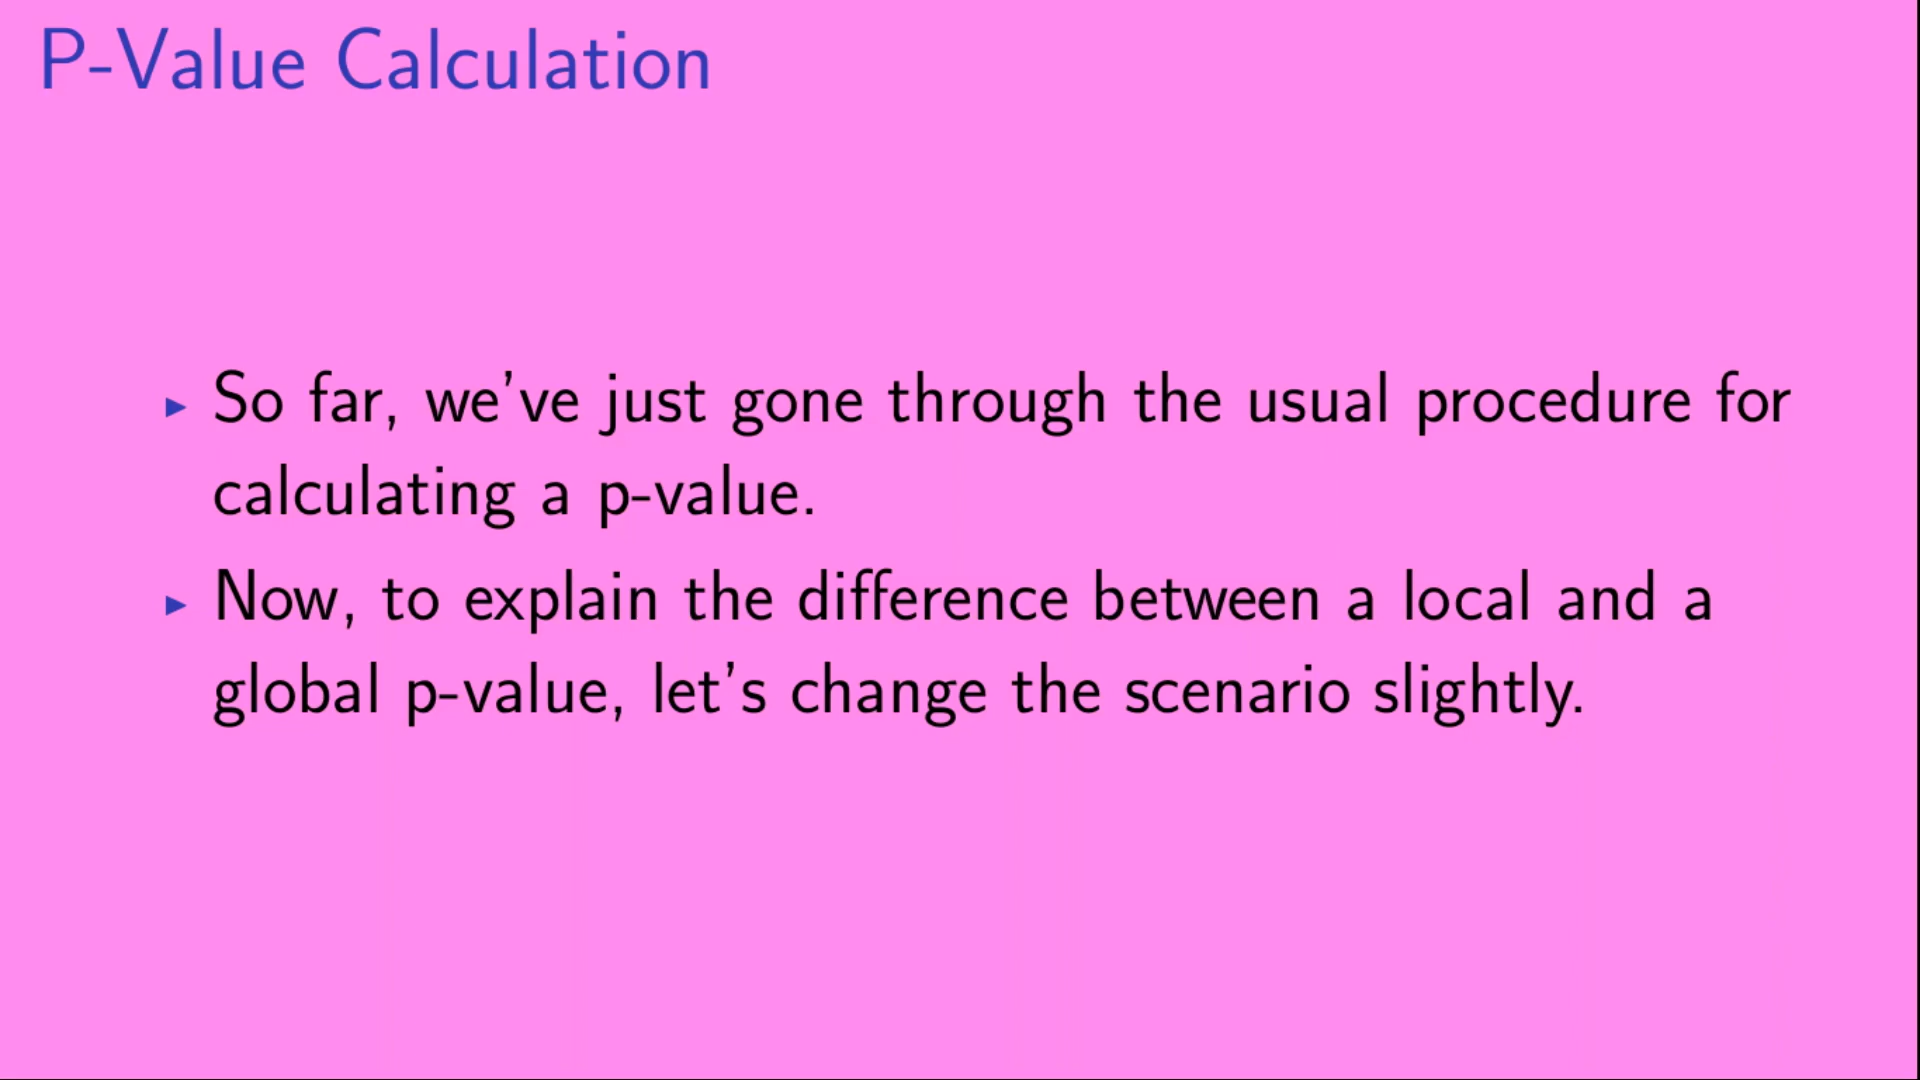 P-Value Calculation
▸ So far, we've just gone through the usual procedure for
calculating a p-value.
▸ Now, to explain the difference between a local and a
global p-value, let's change the scenario slightly.